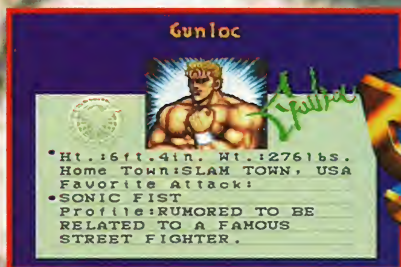 Gunloc
• Ht.:6ft.4in. Wt.:276lbs.
Home Town:SLAM TOWN, USA
Favorite Attack:
• SONIC FIST
Profile:RUMORED TO BE
RELATED TO A FAMOUS
STREET FIGHTER.